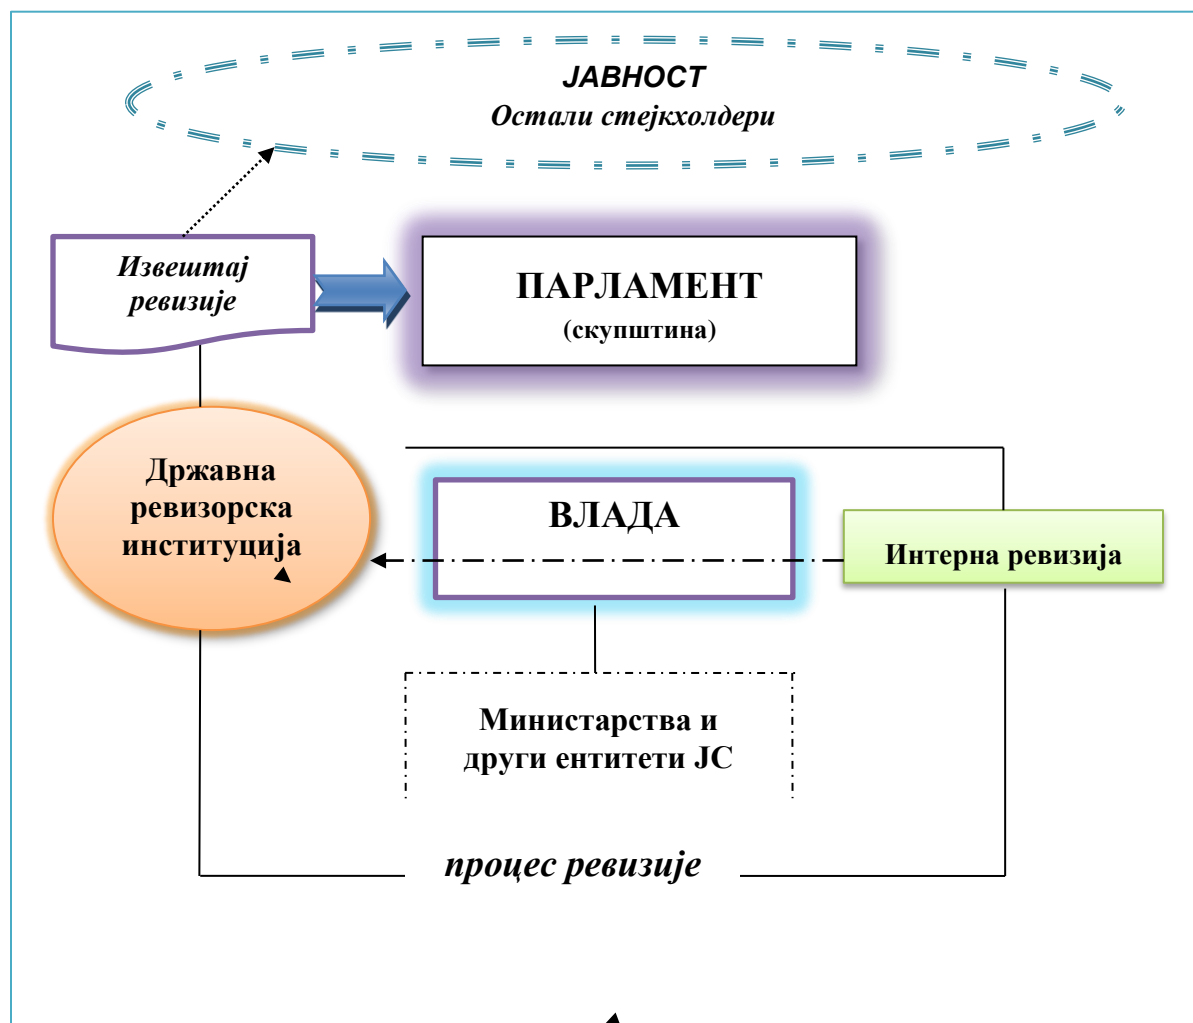 ЈАВНОСТ
Остали стејкхолдери
Извештај
ревизије
ПАРЛАМЕНТ
(скупштина)
Државна
ревизорска
институција
ВЛАДА
Интерна ревизија
Министарства и
други ентитети ЈС
процес ревизије